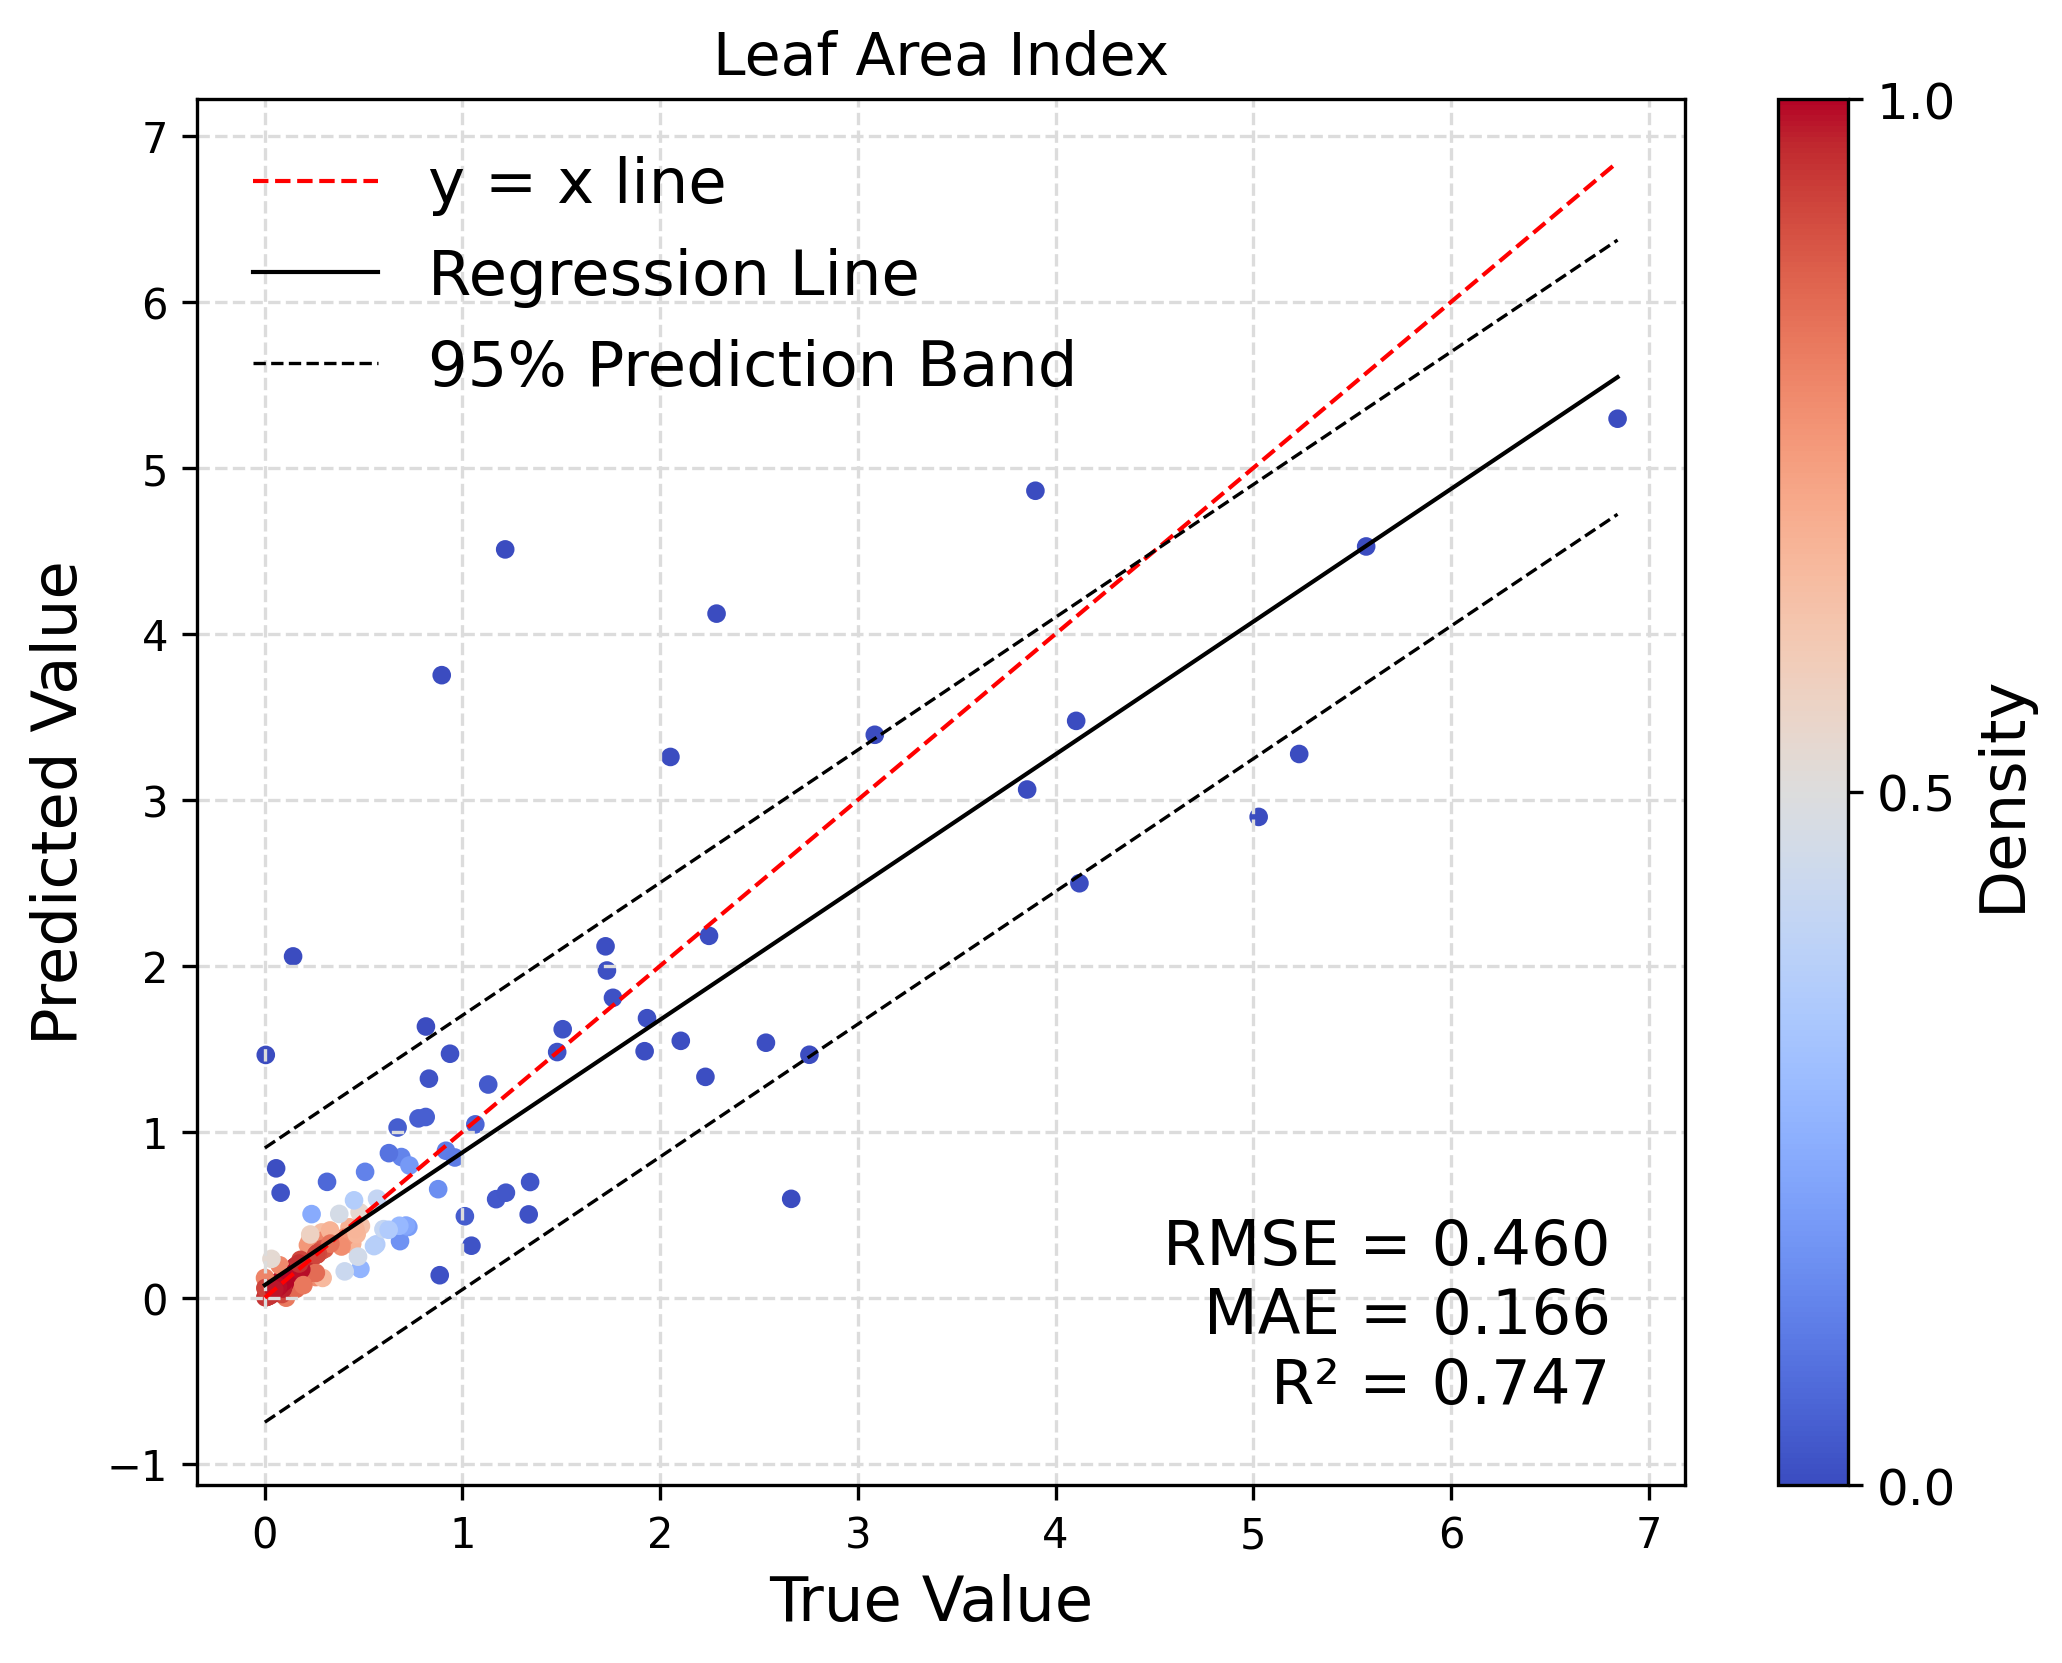 Leaf Area Index
y = x line
Regression Line
95% Prediction Band
7
6
5
4
3
2
1
0
−1
Predicted Value
RMSE = 0.460
MAE = 0.166
R² = 0.747
0 1 2 3 4 5 6 7
True Value
1.0
0.5
0.0
Density